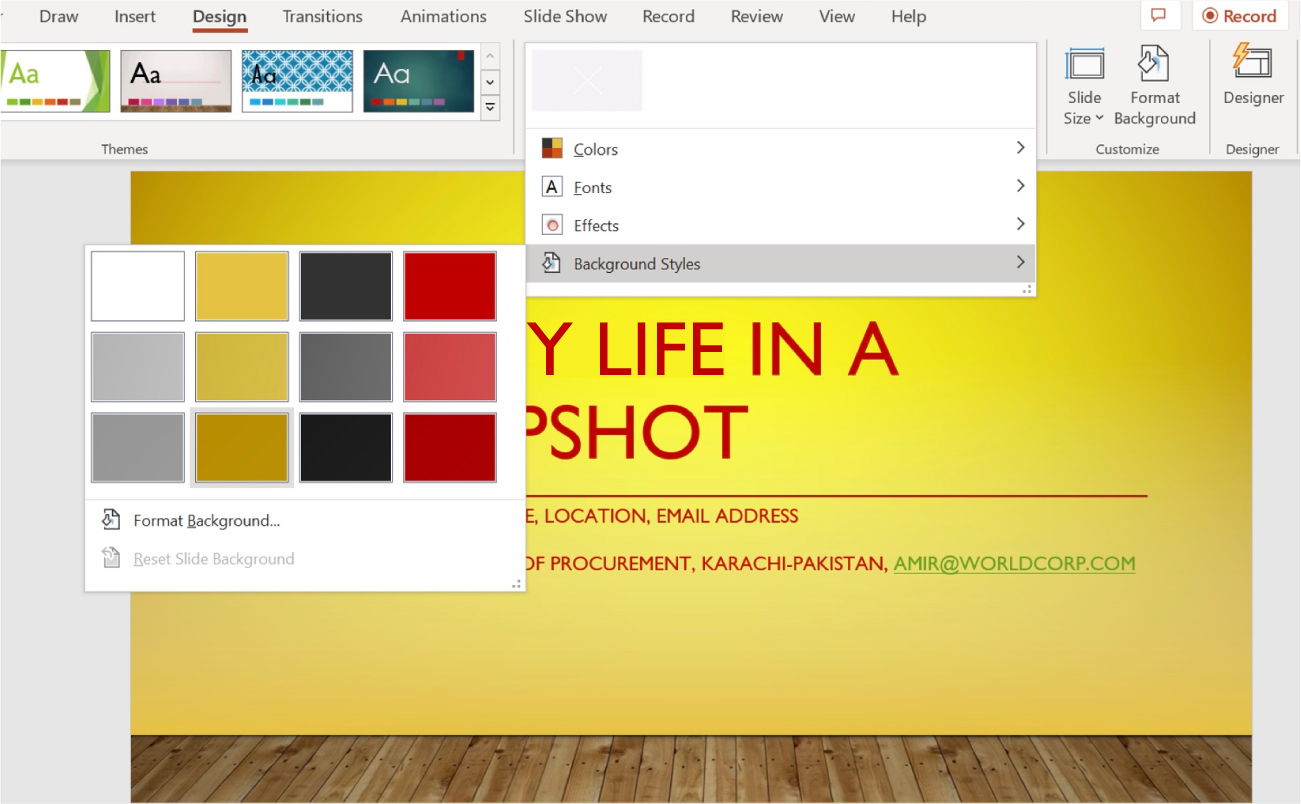 Draw Insert Design Transitions Animations Slide Show Record Review View Help Record
Aa Aa Aa Aa
Themes
Colors
Fonts
Effects
Background Styles
Slide Size
Format Background
Customize
Designer
Designer
Format Background...
Reset Slide Background
Y LIFE IN A
PSHOT
E, LOCATION, EMAIL ADDRESS
OF PROCUREMENT, KARACHI-PAKISTAN, AMIR@WORLDCORP.COM